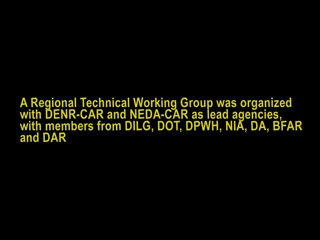 A Regional Technical Working Group was organized
with DENR-CAR and NEDA-CAR as lead agencies,
with members from DILG, DOT, DPWH, NIA, DA, BFAR
and DAR